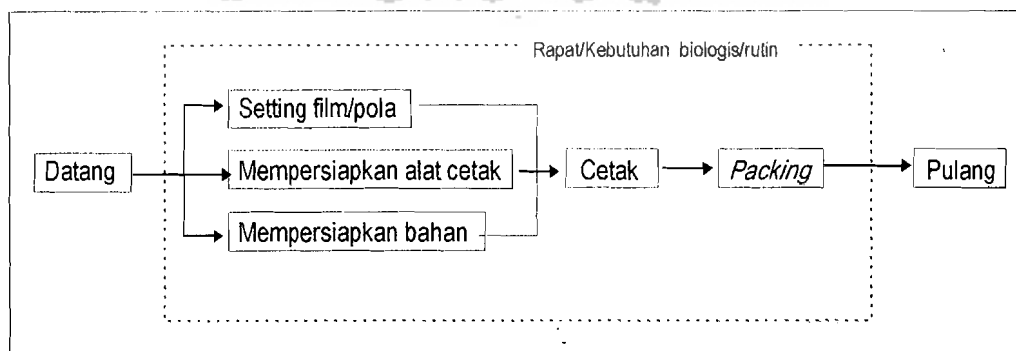 Rapat/Kebutuhan biologis/rutin
Setting film/pola
Datang
Mempersiapkan alat cetak
Cetak
Packing
Pulang
Mempersiapkan bahan